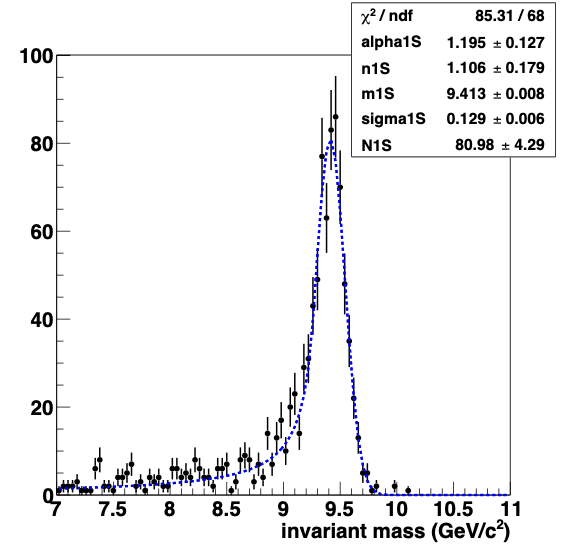 χ² / ndf 85.31 / 68
alpha1S 1.195 ± 0.127
n1S 1.106 ± 0.179
m1S 9.413 ± 0.008
sigma1S 0.129 ± 0.006
N1S 80.98 ± 4.29
100
80
60
40
20
0
7 7.5 8 8.5 9 9.5 10 10.5 11
invariant mass (GeV/c²)